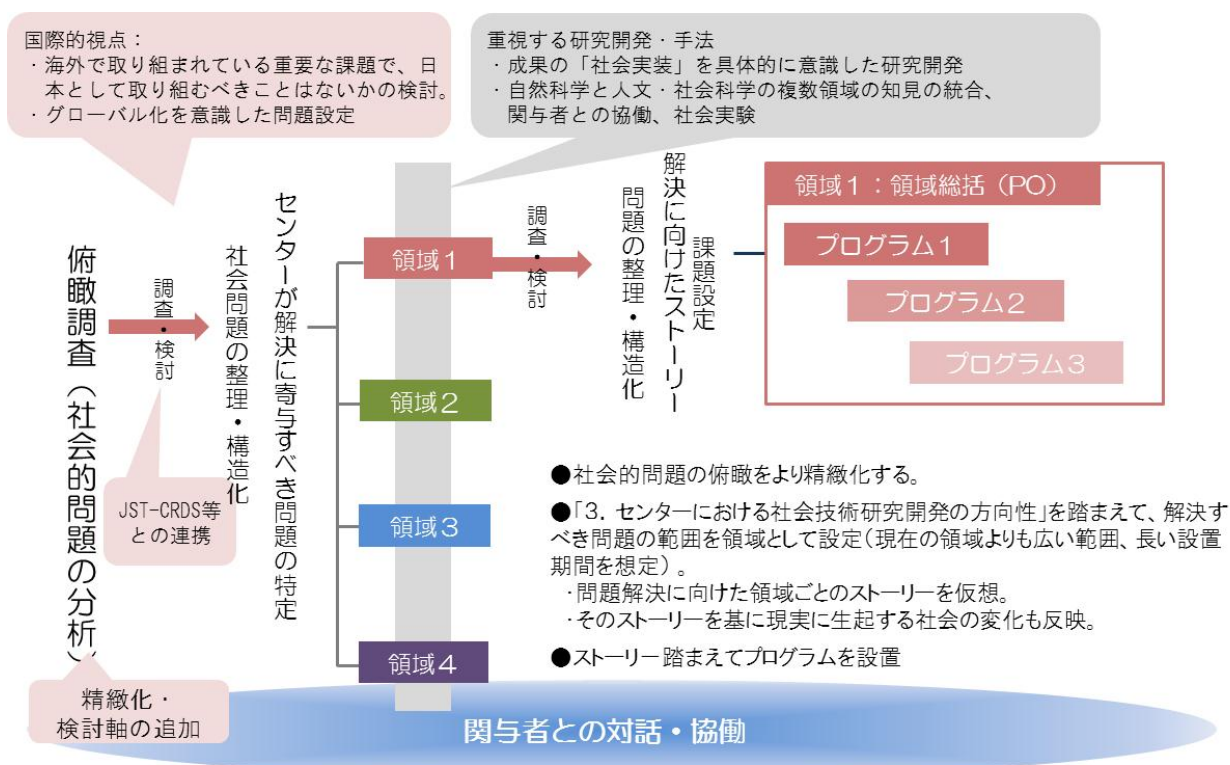 国際的視点：
・海外で取り組まれている重要な課題で、日
本として取り組むべきことはないかの検討。
・グローバル化を意識した問題設定
重視する研究開発・手法
・成果の「社会実装」を具体的に意識した研究開発
・自然科学と人文・社会科学の複数領域の知見の統合、
関与者との協働、社会実験
俯瞰調査（社会的問題の分析）
調査・検討
社会問題の整理・構造化
センターが解決に寄与すべき問題の特定
領域１
領域２
領域３
領域４
調査・検討
問題の整理・構造化
解決に向けたストーリー
課題設定
領域１：領域総括（PO）
プログラム１
プログラム２
プログラム３
JST-CRDS等
との連携
精緻化・
検討軸の追加
●社会的問題の俯瞰をより精緻化する。
●「3．センターにおける社会技術研究開発の方向性」を踏まえて、解決す
べき問題の範囲を領域として設定（現在の領域よりも広い範囲、長い設置
期間を想定）。
・問題解決に向けた領域ごとのストーリーを仮想。
・そのストーリーを基に現実に生起する社会の変化も反映。
●ストーリー踏まえてプログラムを設置
関与者との対話・協働